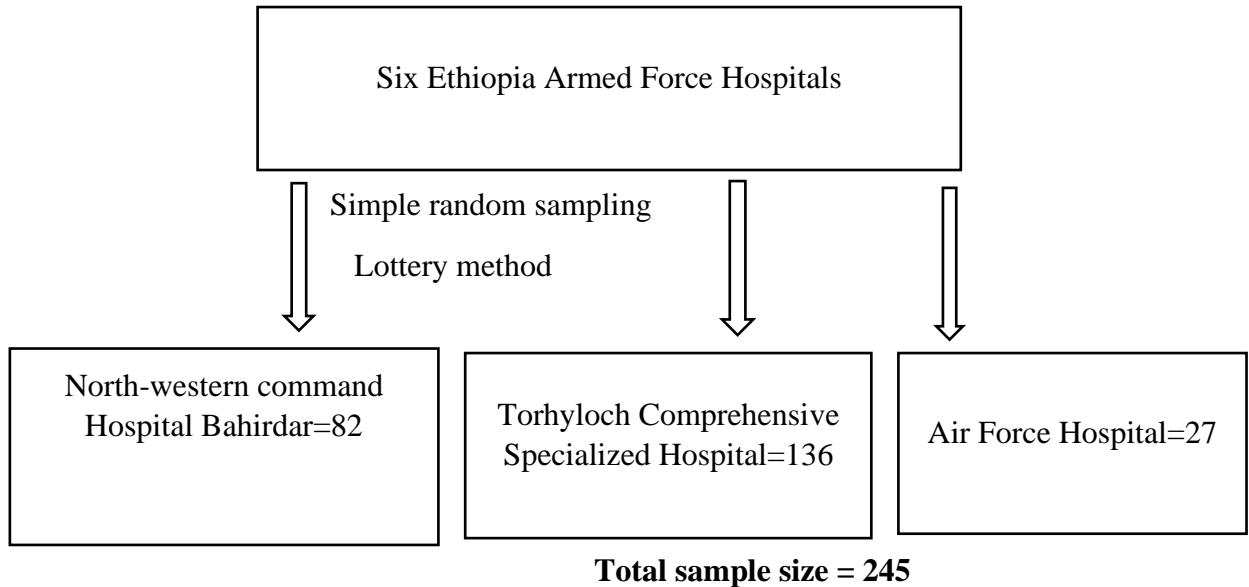 Six Ethiopia Armed Force Hospitals
Simple random sampling
Lottery method
North-western command
Hospital Bahirdar=82
Torhyloch Comprehensive
Specialized Hospital=136
Air Force Hospital=27
Total sample size = 245